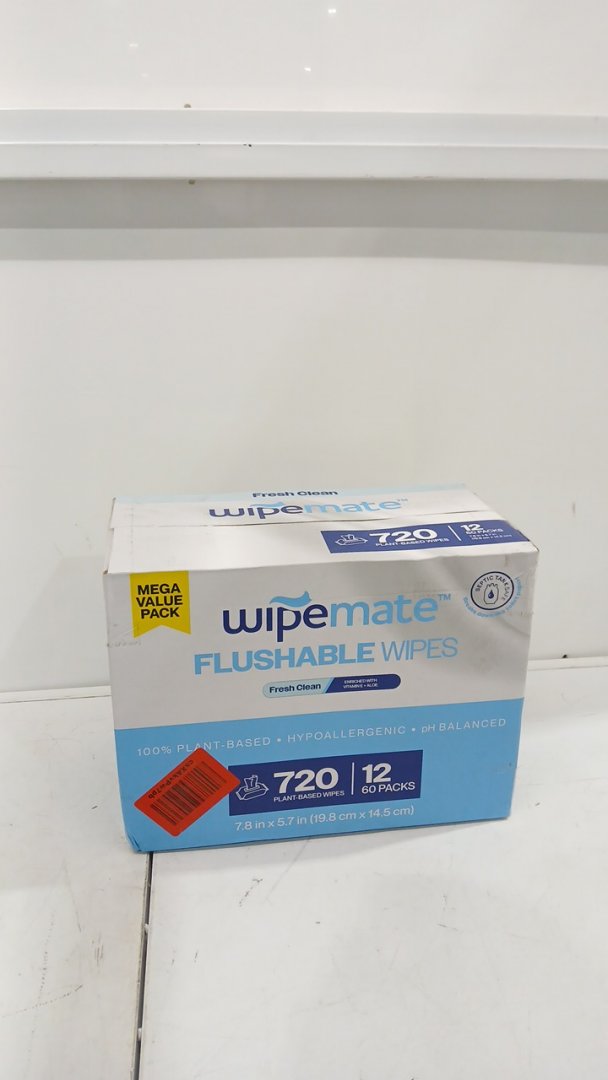 Fresh Clean
wipemate™
720
PLANT-BASED WIPES
12
60 PACKS
MEGA
VALUE
PACK
wipemate™
FLUSHABLE WIPES
Fresh Clean
ENRICHED WITH
VITAMIN E + ALOE
100% PLANT-BASED • HYPOALLERGENIC • pH BALANCED
720
PLANT-BASED WIPES
12
60 PACKS
7.8 in x 5.7 in (19.8 cm x 14.5 cm)